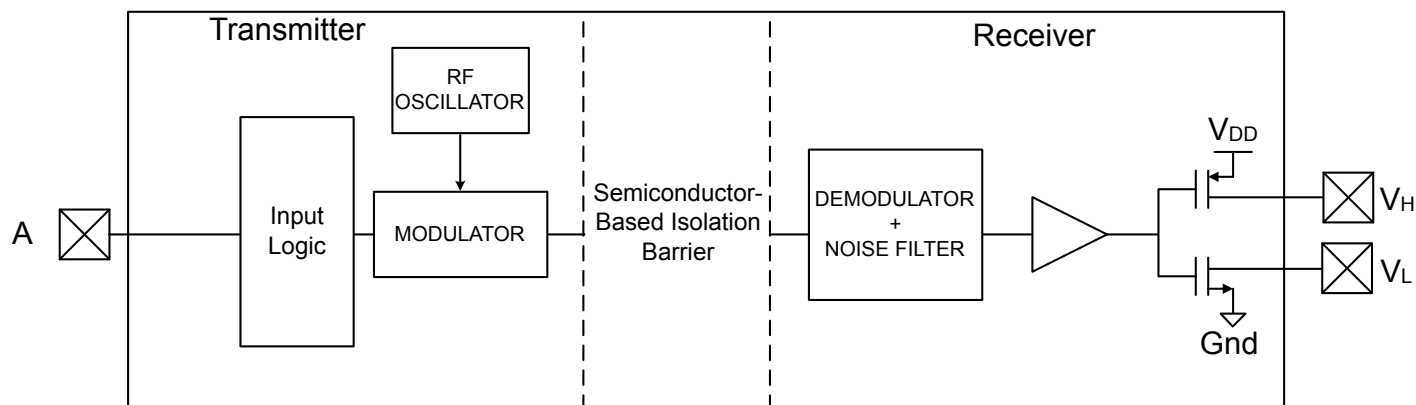 Transmitter
Receiver
RF
OSCILLATOR
VDD
Semiconductor-
Based Isolation
Barrier
DEMODULATOR
+
NOISE FILTER
A
Input
Logic
MODULATOR
VH
VL
Gnd